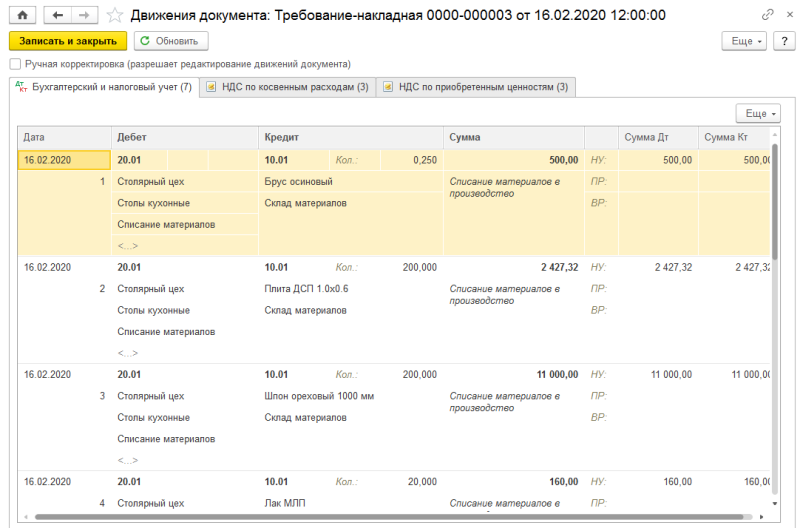 Движения документа: Требование-накладная 0000-000003 от 16.02.2020 12:00:00
Записать и закрыть Обновить Еще ?
Ручная корректировка (разрешает редактирование движений документа)
Дт Кт Бухгалтерский и налоговый учет (7) НДС по косвенным расходам (3) НДС по приобретенным ценностям (3)
Еще
Дата Дебет Кредит Сумма Сумма Дт Сумма Кт
16.02.2020 20.01 10.01 Кол.: 0,250 500,00 НУ: 500,00 500,00
1 Столярный цех Брус осиновый Списание материалов в производство ПР:
Столы кухонные Склад материалов ВР:
Списание материалов
<...>
16.02.2020 20.01 10.01 Кол.: 200,000 2 427,32 НУ: 2 427,32 2 427,32
2 Столярный цех Плита ДСП 1.0х0.6 Списание материалов в производство ПР:
Столы кухонные Склад материалов ВР:
Списание материалов
<...>
16.02.2020 20.01 10.01 Кол.: 200,000 11 000,00 НУ: 11 000,00 11 000,00
3 Столярный цех Шпон ореховый 1000 мм Списание материалов в производство ПР:
Столы кухонные Склад материалов ВР:
Списание материалов
<...>
16.02.2020 20.01 10.01 Кол.: 20,000 160,00 НУ: 160,00 160,00
4 Столярный цех Лак МЛП Списание материалов в ПР: